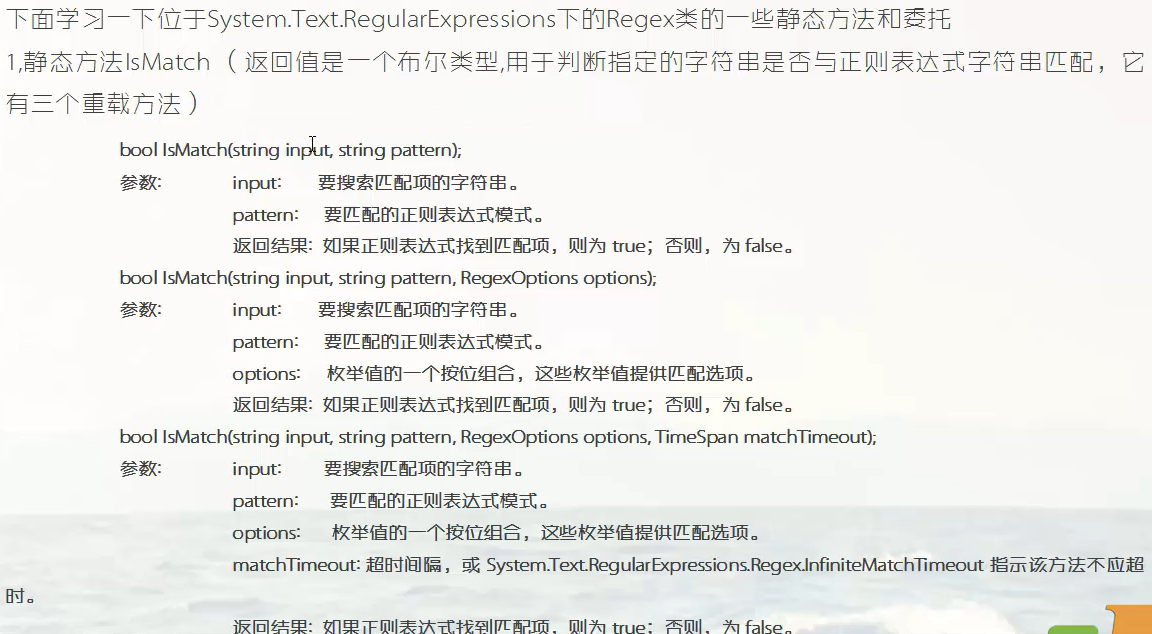 下面学习一下位于System.Text.RegularExpressions下的Regex类的一些静态方法和委托
1,静态方法IsMatch （返回值是一个布尔类型,用于判断指定的字符串是否与正则表达式字符串匹配，它
有三个重载方法）
bool IsMatch(string input, string pattern);
参数: input: 要搜索匹配项的字符串。
pattern: 要匹配的正则表达式模式。
返回结果: 如果正则表达式找到匹配项，则为 true；否则，为 false。
bool IsMatch(string input, string pattern, RegexOptions options);
参数: input: 要搜索匹配项的字符串。
pattern: 要匹配的正则表达式模式。
options: 枚举值的一个按位组合，这些枚举值提供匹配选项。
返回结果: 如果正则表达式找到匹配项，则为 true；否则，为 false。
bool IsMatch(string input, string pattern, RegexOptions options, TimeSpan matchTimeout);
参数: input: 要搜索匹配项的字符串。
pattern: 要匹配的正则表达式模式。
options: 枚举值的一个按位组合，这些枚举值提供匹配选项。
matchTimeout: 超时间隔，或 System.Text.RegularExpressions.Regex.InfiniteMatchTimeout 指示该方法不应超
时。
返回结果: 如果正则表达式找到匹配项，则为 true；否则，为 false。